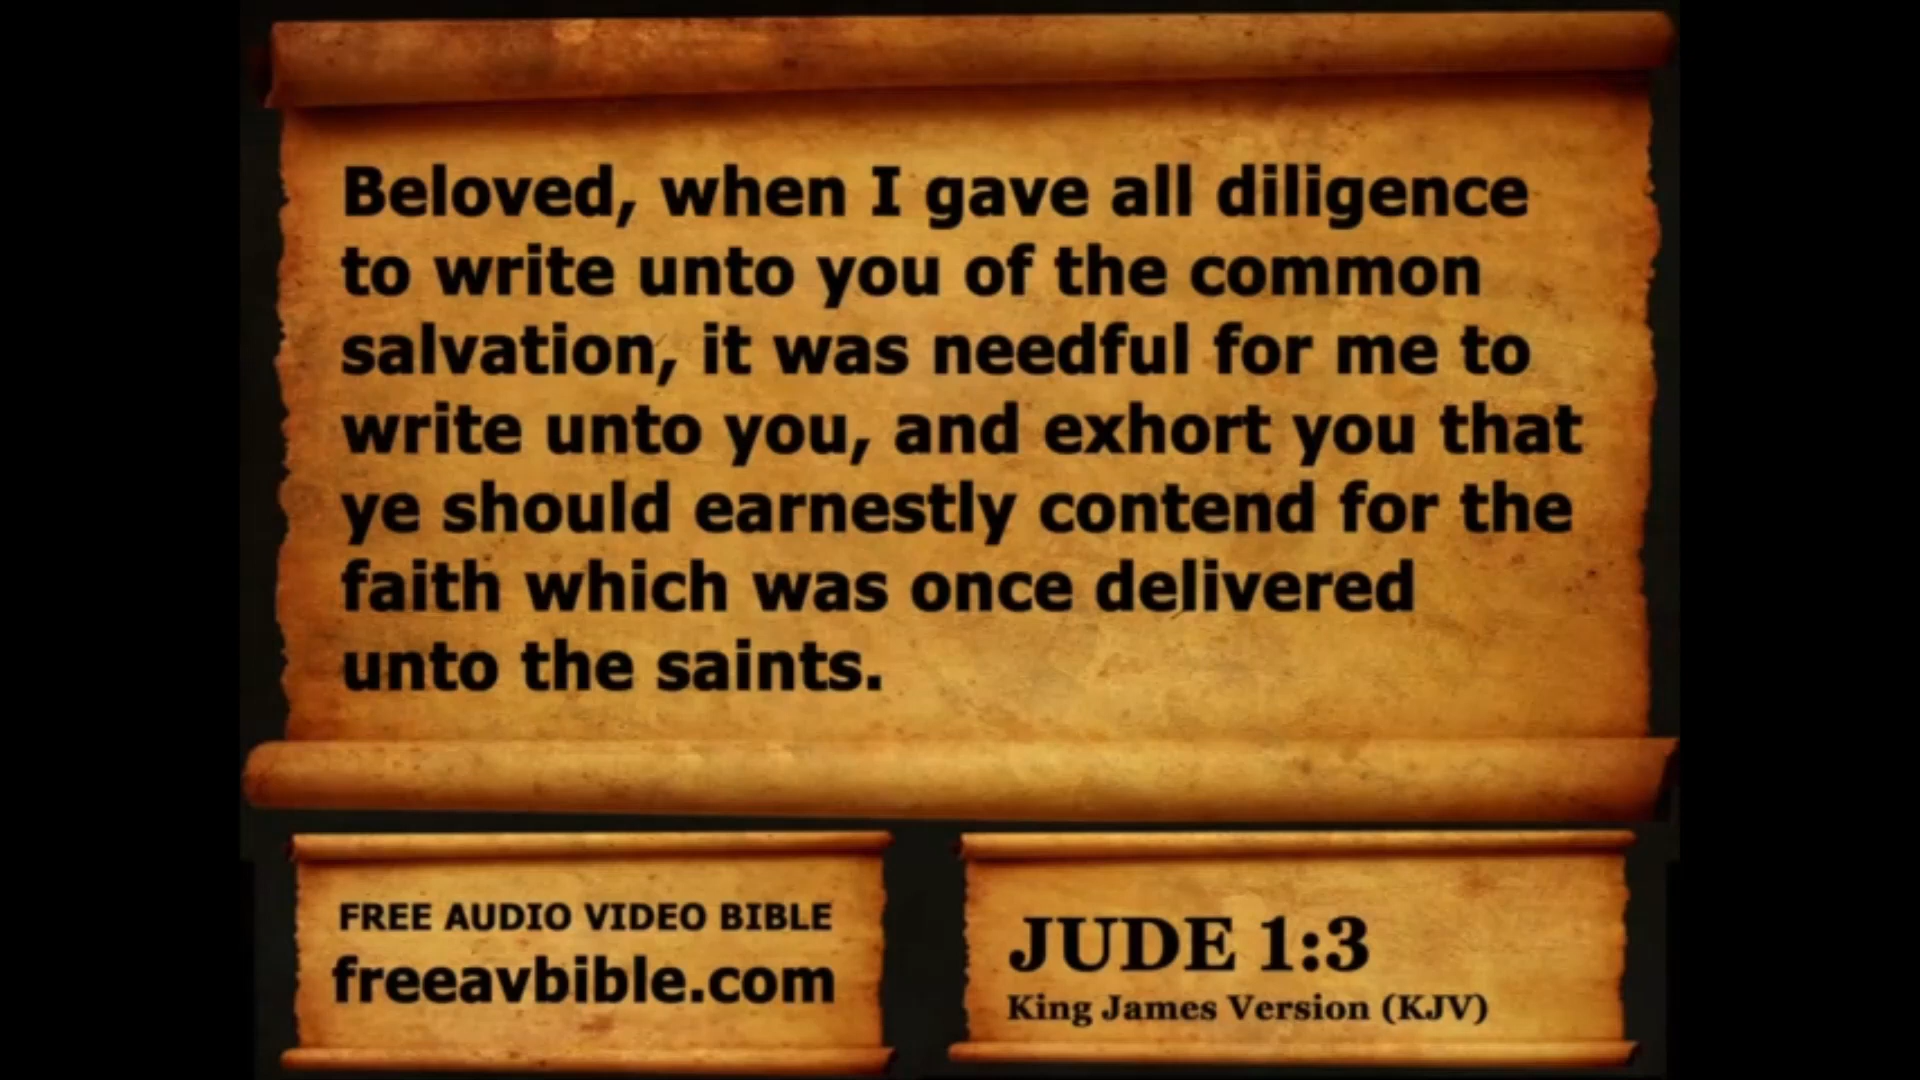 Beloved, when I gave all diligence
to write unto you of the common
salvation, it was needful for me to
write unto you, and exhort you that
ye should earnestly contend for the
faith which was once delivered
unto the saints.
FREE AUDIO VIDEO BIBLE
freeavbible.com
JUDE 1:3
King James Version (KJV)